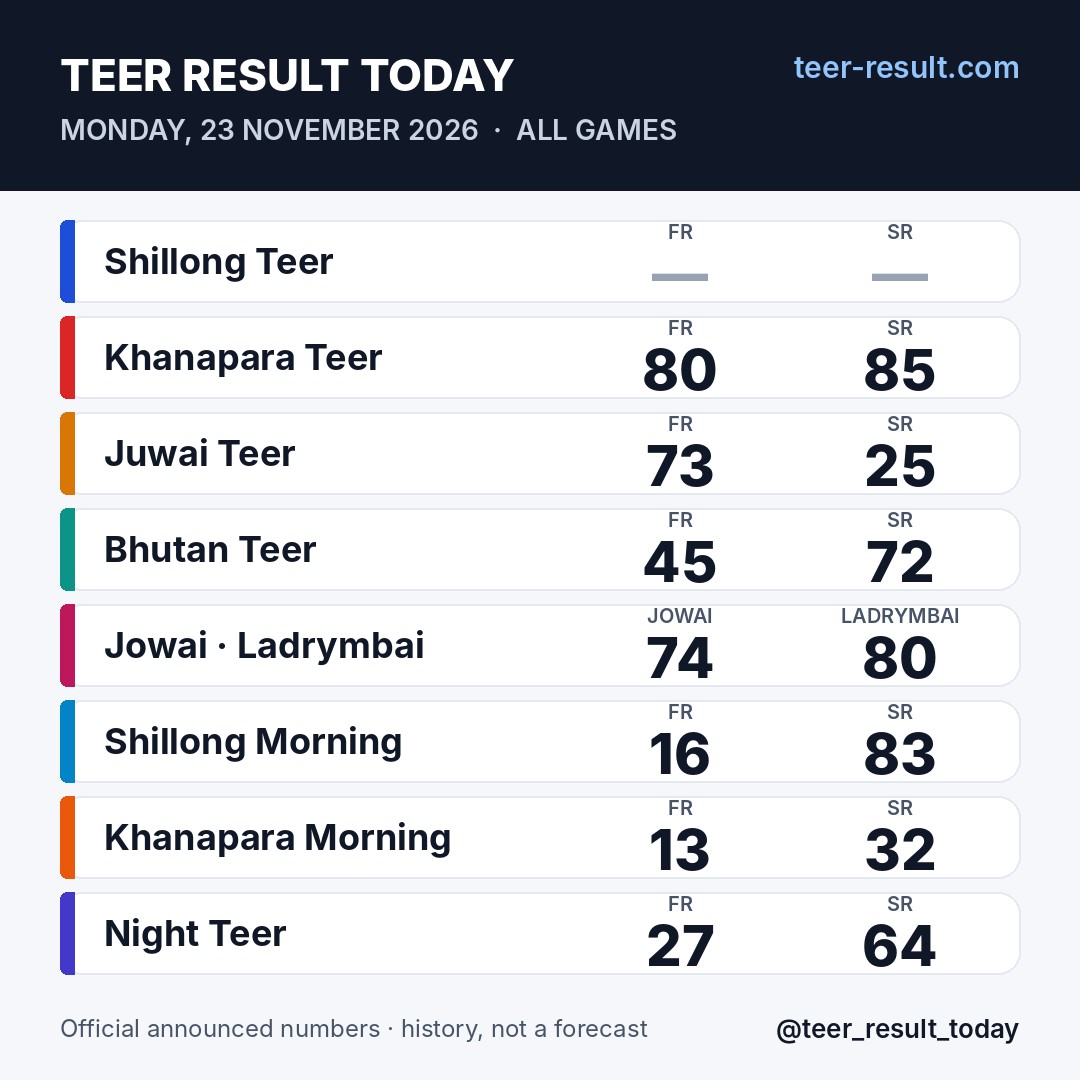 TEER RESULT TODAY
teer-result.com
MONDAY, 23 NOVEMBER 2026 · ALL GAMES
Shillong Teer
FR
—
SR
—
Khanapara Teer
FR
80
SR
85
Juwai Teer
FR
73
SR
25
Bhutan Teer
FR
45
SR
72
Jowai · Ladrymbai
JOWAI
74
LADRYMBAI
80
Shillong Morning
FR
16
SR
83
Khanapara Morning
FR
13
SR
32
Night Teer
FR
27
SR
64
Official announced numbers · history, not a forecast
@teer_result_today